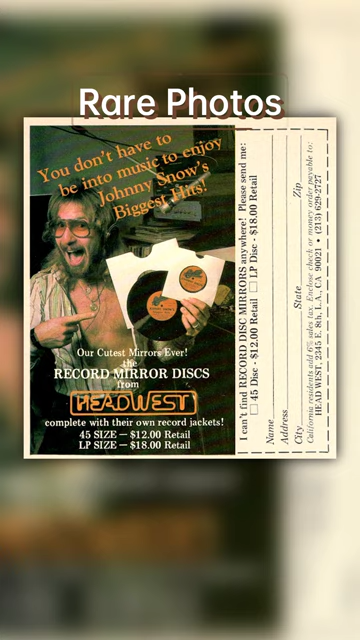 Rare Photos
You don't have to
be into music to enjoy
Johnny Snow's
Biggest Hits!
Our Cutest Mirrors Ever!
the
RECORD MIRROR DISCS
from
HEADWEST
complete with their own record jackets!
45 SIZE — $12.00 Retail
LP SIZE — $18.00 Retail
I can't find RECORD DISC MIRRORS anywhere! Please send me:
☐ 45 Disc - $12.00 Retail ☐ LP Disc - $18.00 Retail
Name
Address
City State Zip
California residents add 6% sales tax. Enclose check or money order payable to:
HEAD WEST, 2345 E. 8th, L.A., CA 90021 • (213) 629-2727